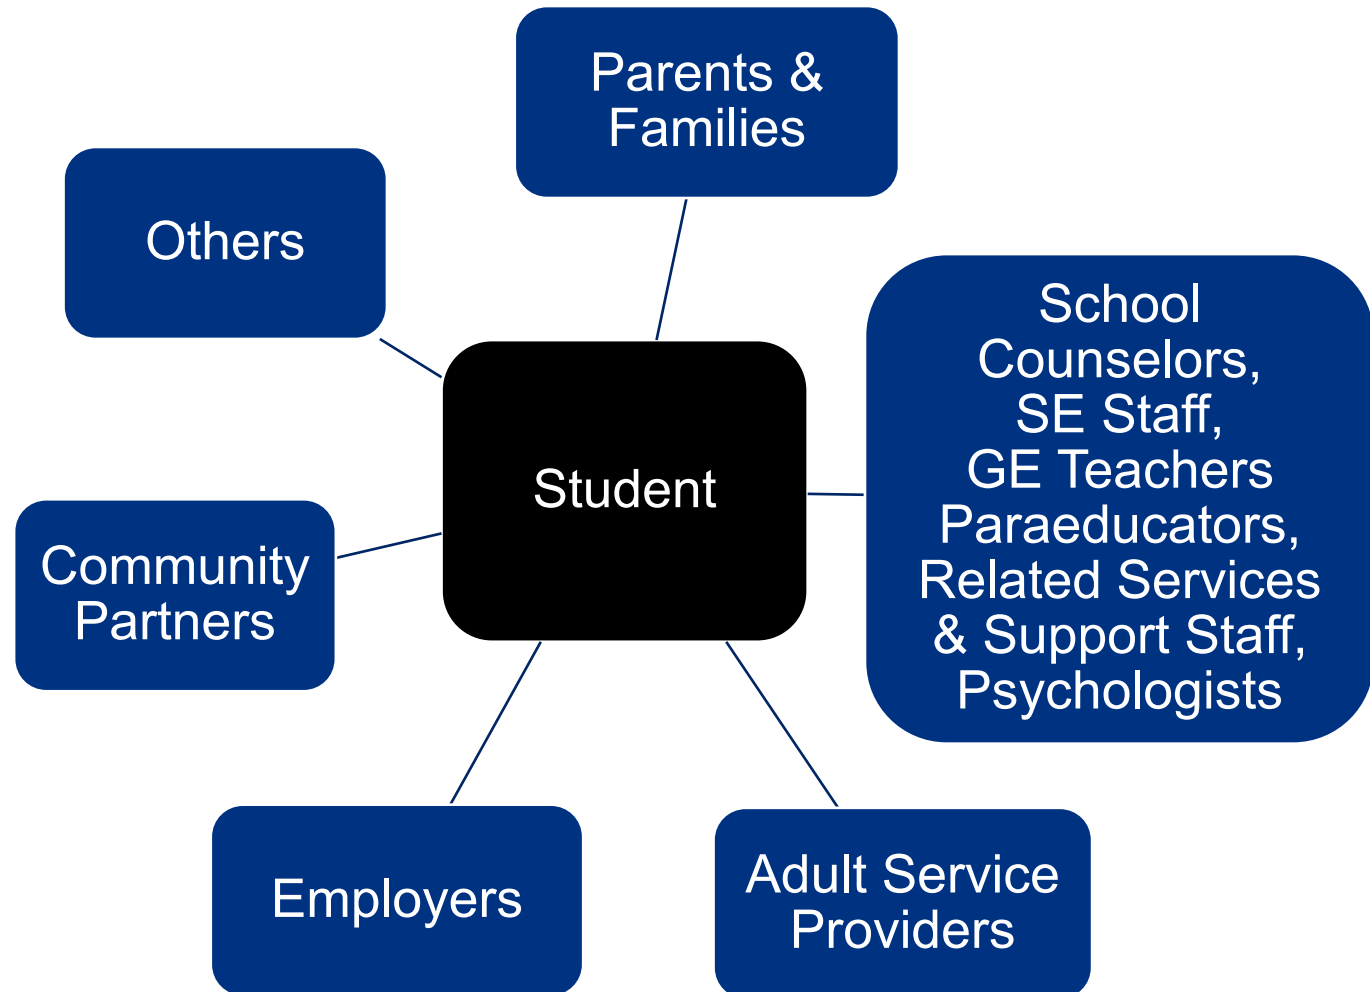 Parents &
Families
Others
School
Counselors,
SE Staff,
GE Teachers
Paraeducators,
Related Services
& Support Staff,
Psychologists
Student
Community
Partners
Employers
Adult Service
Providers